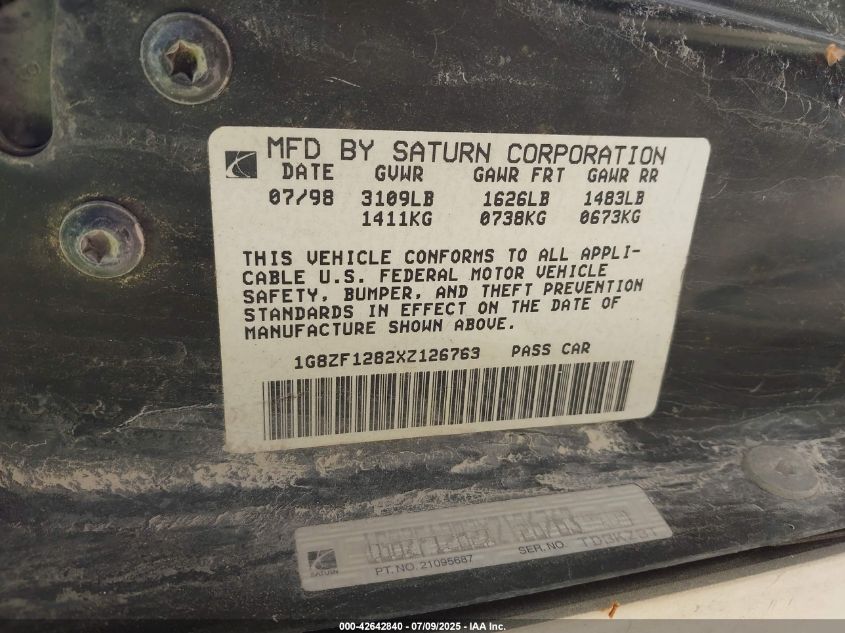 MFD BY SATURN CORPORATION
DATE GVWR GAWR FRT GAWR RR
07/98 3109LB 1626LB 1483LB
1411KG 0738KG 0673KG
THIS VEHICLE CONFORMS TO ALL APPLI-
CABLE U.S. FEDERAL MOTOR VEHICLE
SAFETY, BUMPER, AND THEFT PREVENTION
STANDARDS IN EFFECT ON THE DATE OF
MANUFACTURE SHOWN ABOVE.
1G8ZF1282XZ126763 PASS CAR
SATURN
PT. NO. 21095687 SER. NO.
000-42642840 - 07/09/2025 - IAA Inc.